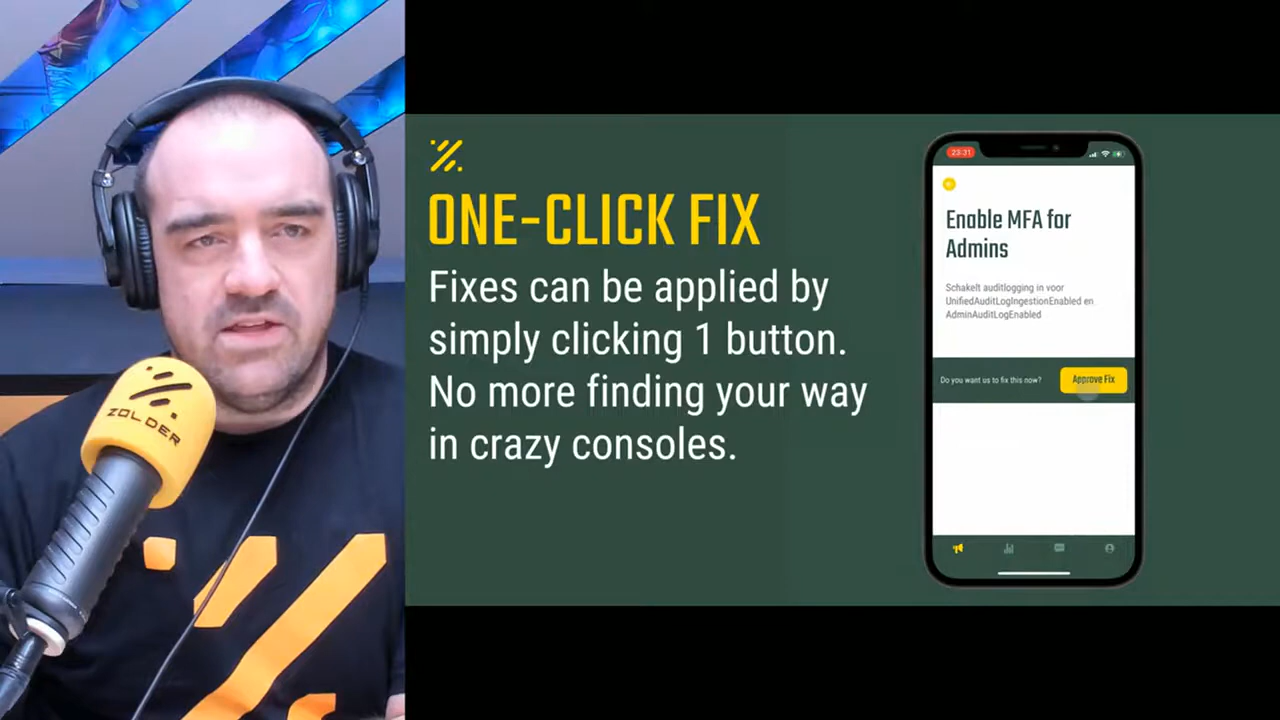 ZOLDER
ONE-CLICK FIX
Fixes can be applied by
simply clicking 1 button.
No more finding your way
in crazy consoles.
23:31
Enable MFA for
Admins
Schakelt auditlogging in voor
UnifiedAuditLogIngestionEnabled en
AdminAuditLogEnabled
Do you want us to fix this now?
Approve Fix